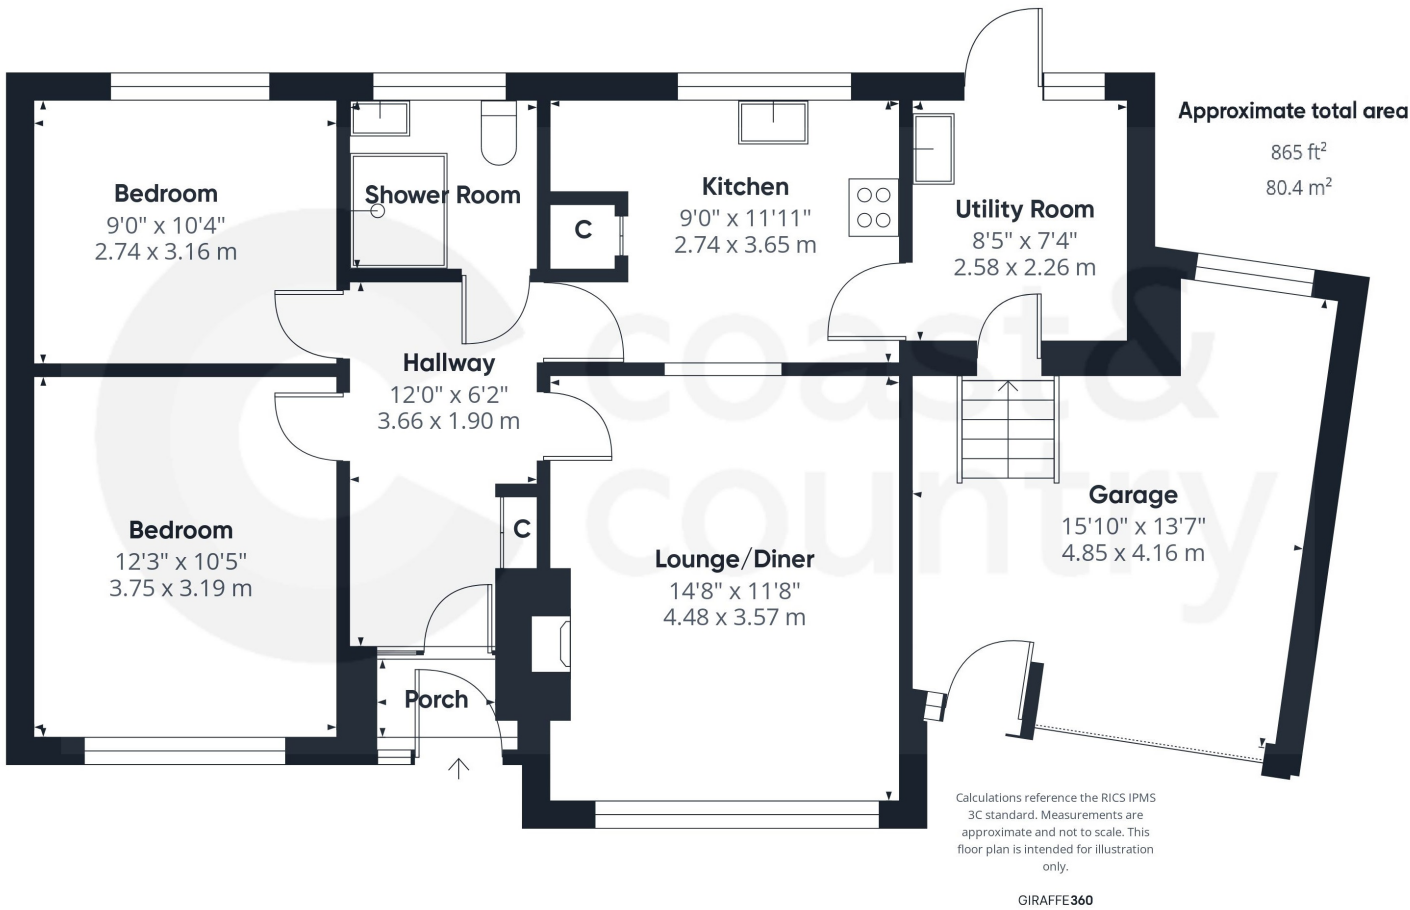 Approximate total area
865 ft²
80.4 m²
Bedroom
9'0" x 10'4"
2.74 x 3.16 m
Shower Room
C
Kitchen
9'0" x 11'11"
2.74 x 3.65 m
Utility Room
8'5" x 7'4"
2.58 x 2.26 m
Hallway
12'0" x 6'2"
3.66 x 1.90 m
Bedroom
12'3" x 10'5"
3.75 x 3.19 m
C
Lounge/Diner
14'8" x 11'8"
4.48 x 3.57 m
Garage
15'10" x 13'7"
4.85 x 4.16 m
Porch
coast &
country
Calculations reference the RICS IPMS
3C standard. Measurements are
approximate and not to scale. This
floor plan is intended for illustration
only.
GIRAFFE360